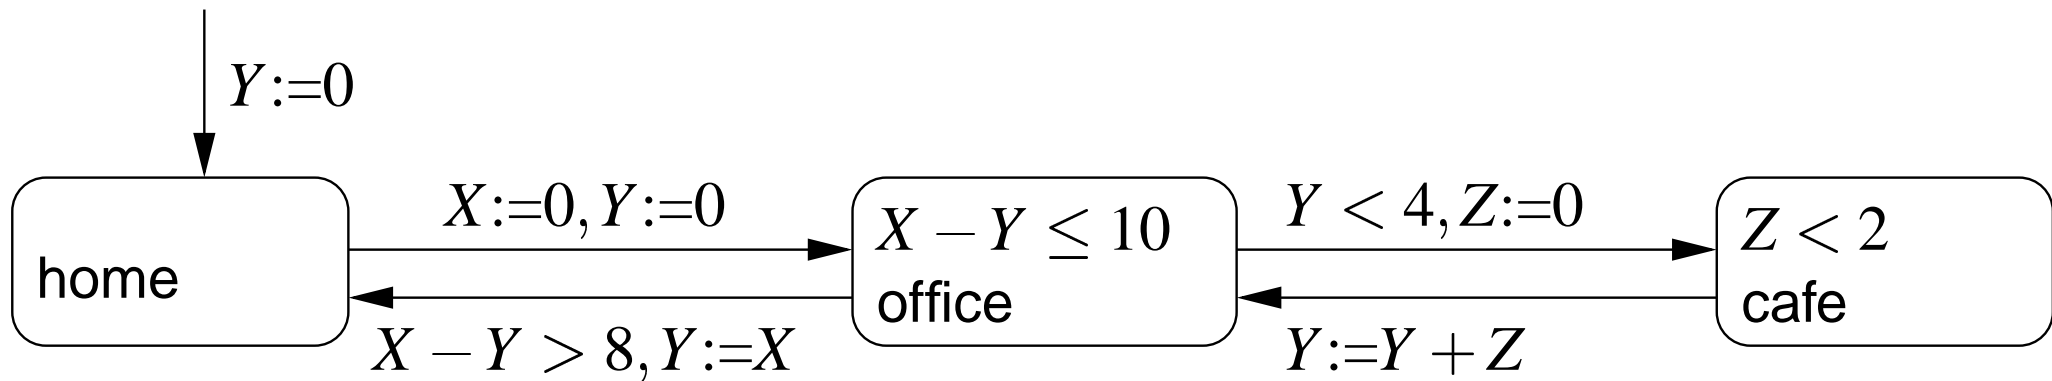 Y:=0
X:=0,Y:=0
Y < 4,Z:=0
X − Y ≤ 10
Z < 2
home
office
cafe
X − Y > 8,Y:=X
Y:=Y + Z